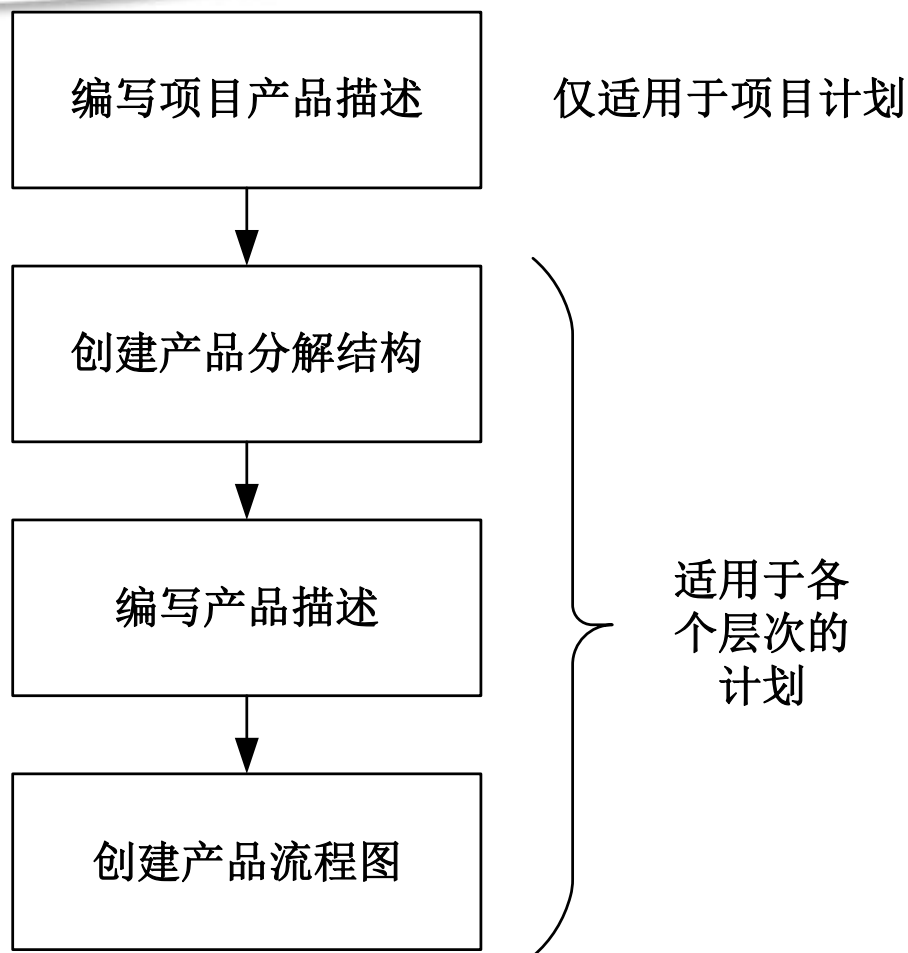 编写项目产品描述
仅适用于项目计划
创建产品分解结构
编写产品描述
适用于各
个层次的
计划
创建产品流程图